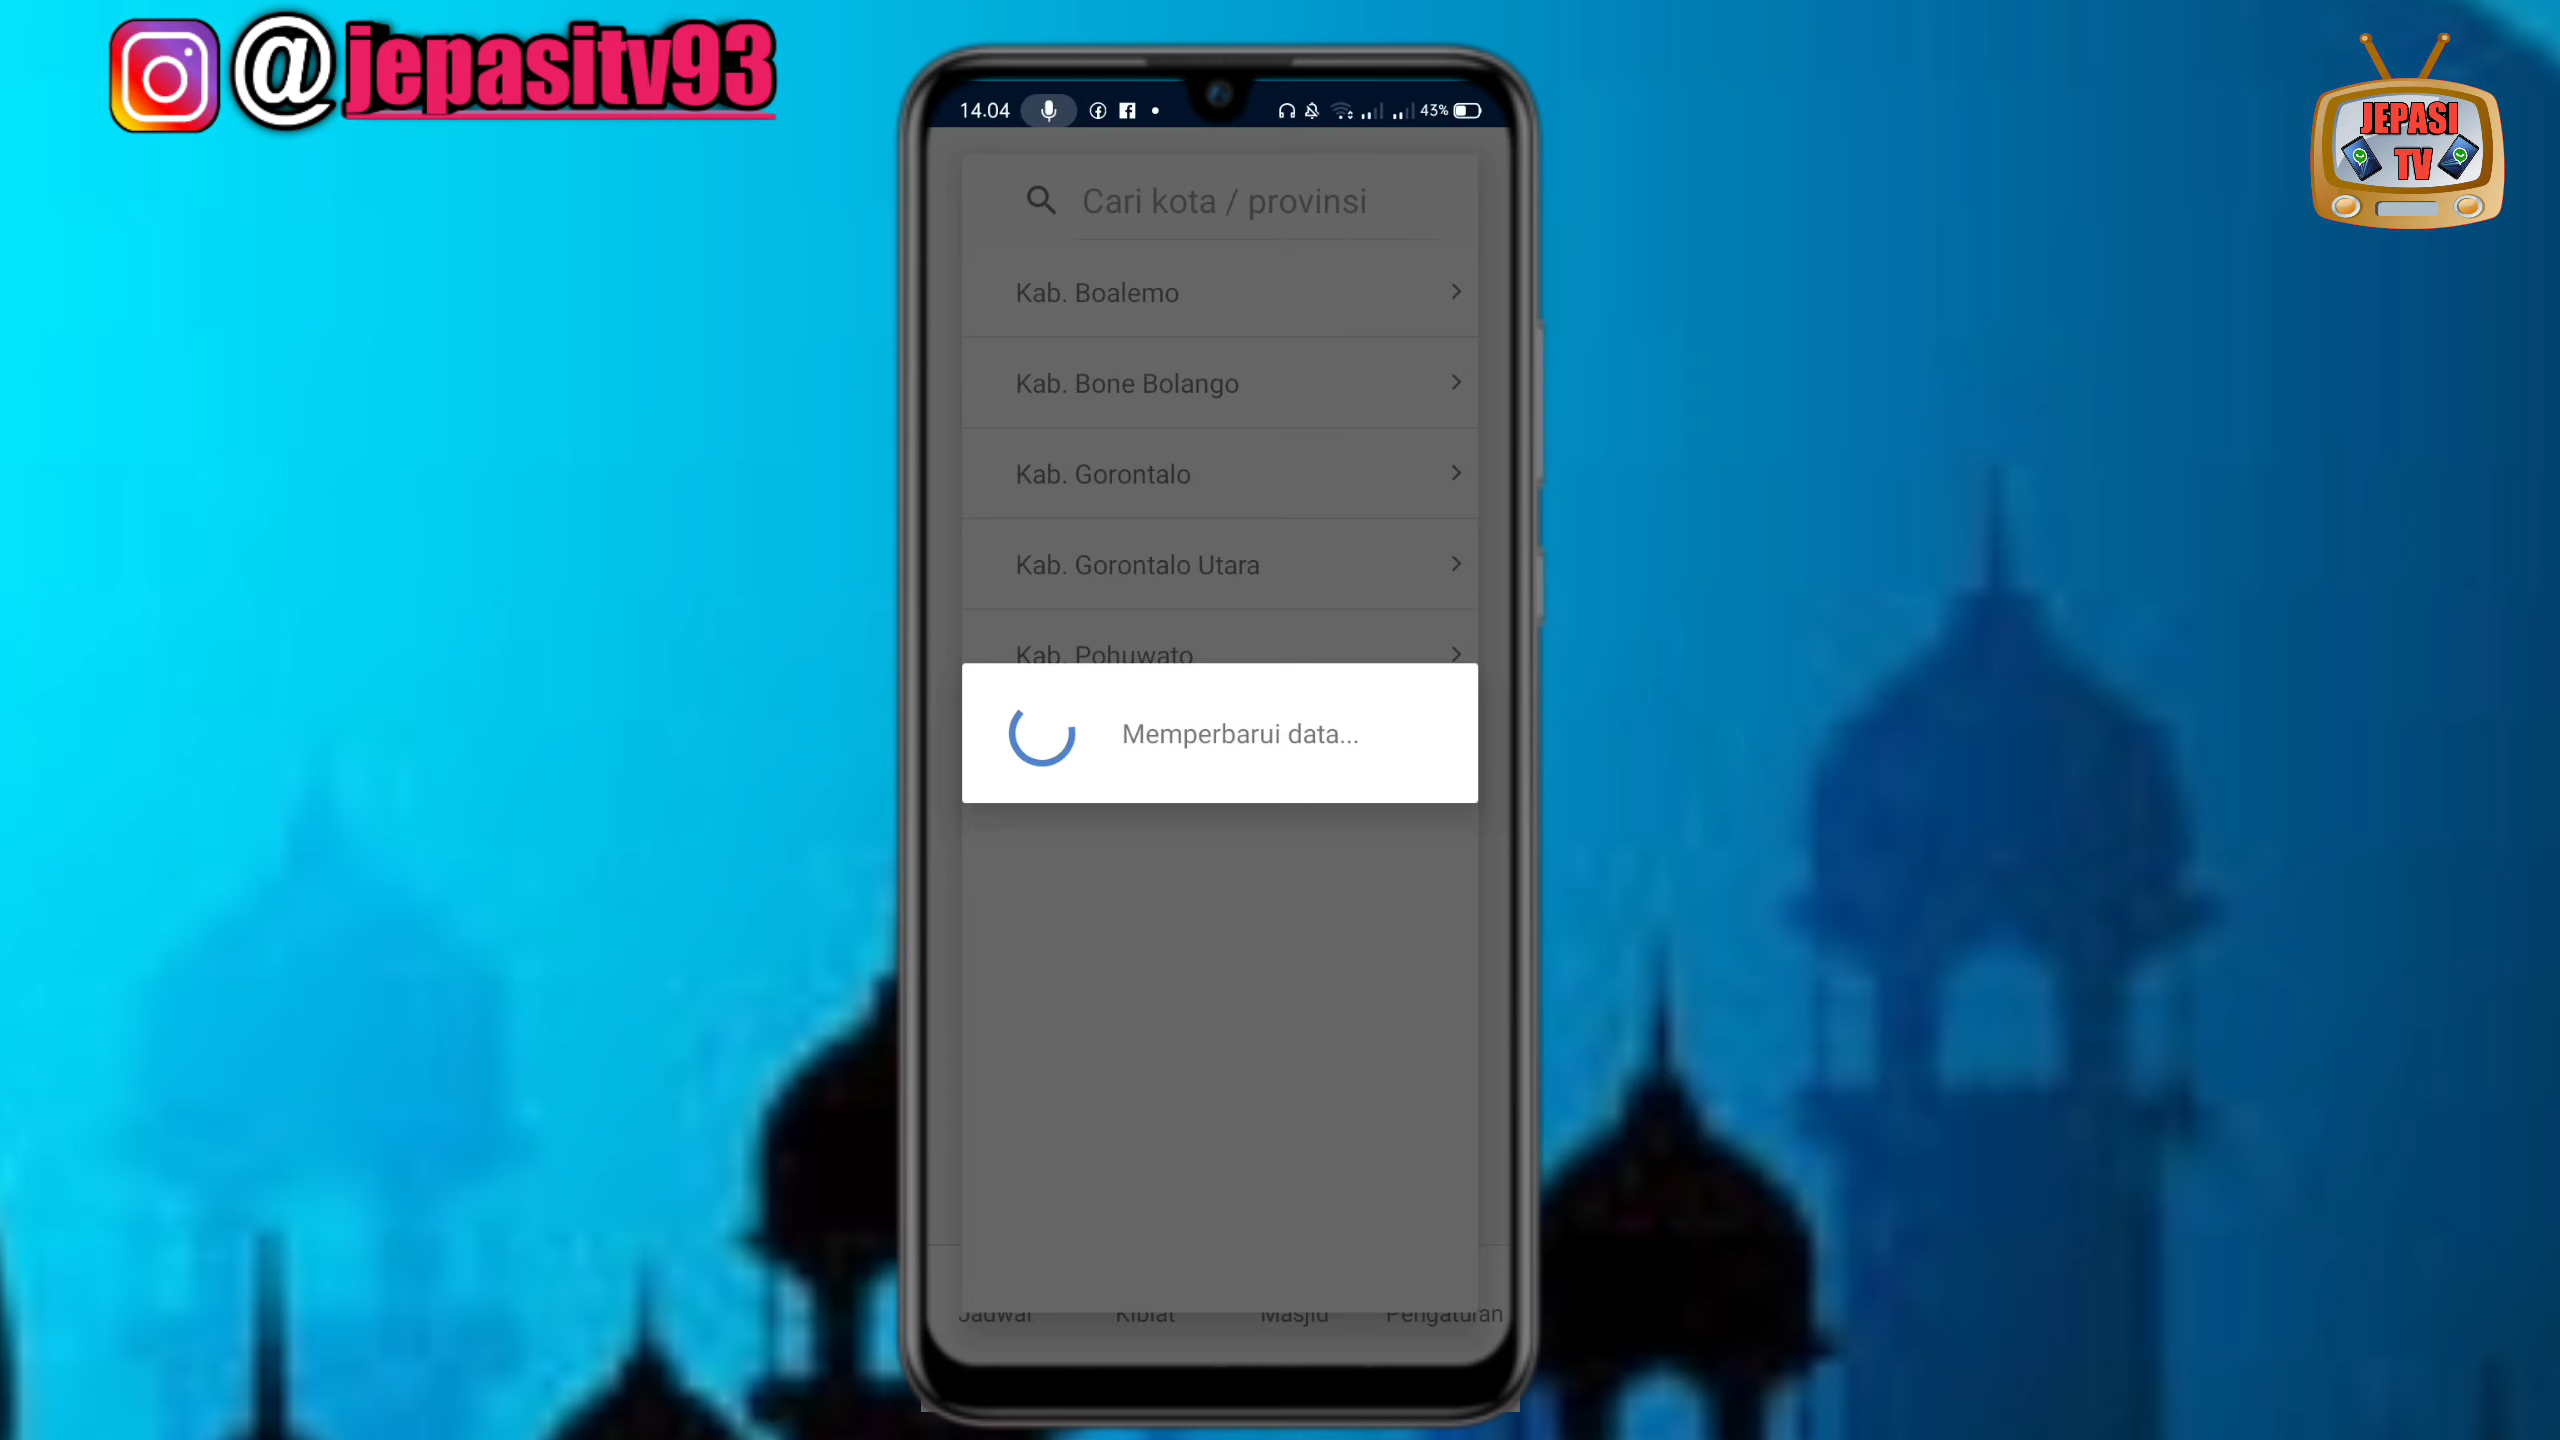 @jepasitv93
JEPASI
TV
14.04
43%
Cari kota / provinsi
Kab. Boalemo
Kab. Bone Bolango
Kab. Gorontalo
Kab. Gorontalo Utara
Kab. Pohuwato
Memperbarui data...
Jadwal Kiblat Masjid Pengaturan